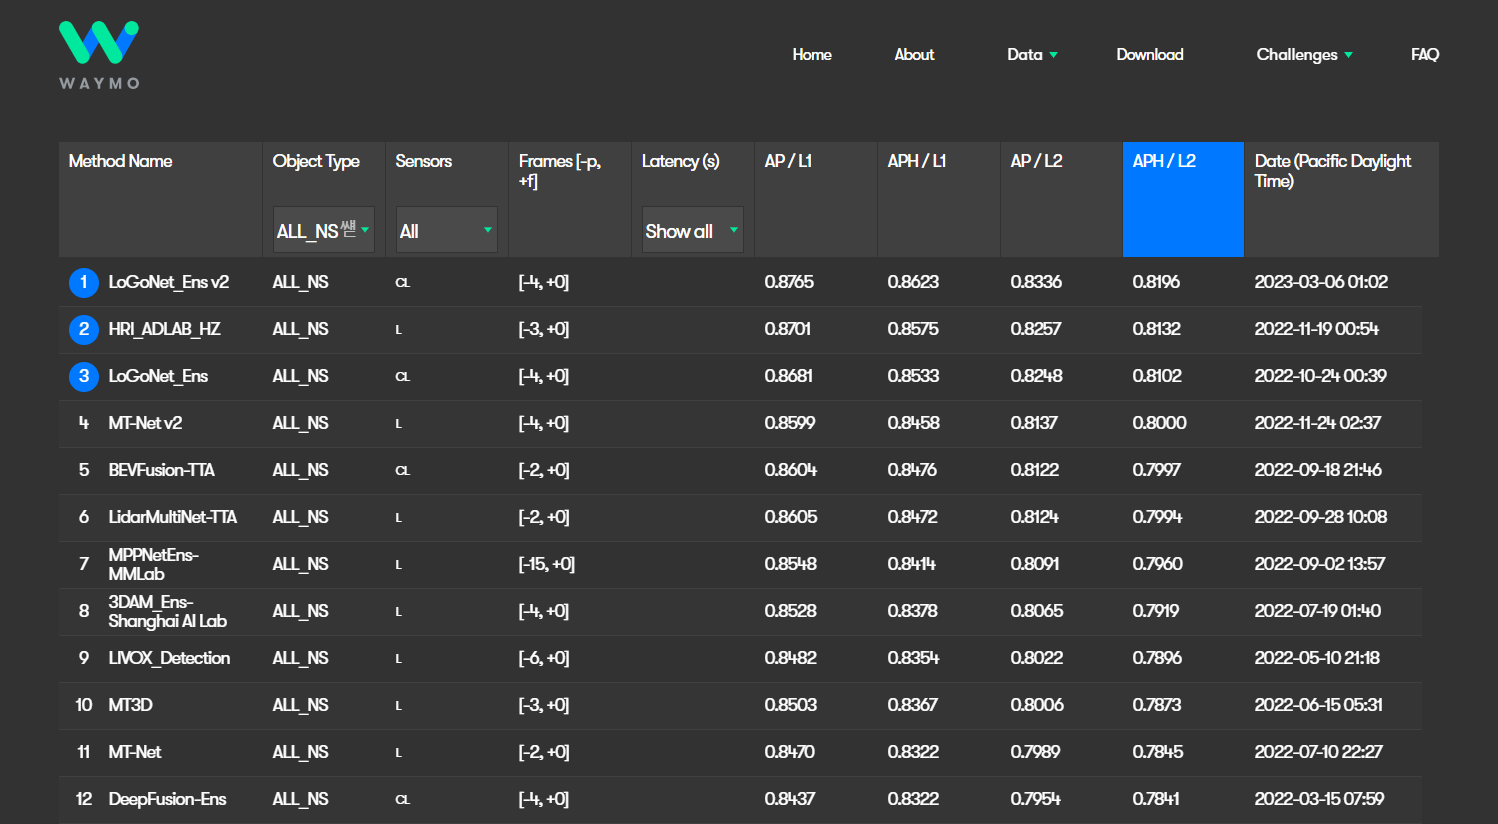 WAYMO
Home About Data Download Challenges FAQ
Method Name Object Type Sensors Frames [-p, +f] Latency (s) AP / L1 APH / L1 AP / L2 APH / L2 Date (Pacific Daylight Time)
ALL_NS All Show all
1 LoGoNet_Ens v2 ALL_NS CL [-4, +0] 0.8765 0.8623 0.8336 0.8196 2023-03-06 01:02
2 HRI_ADLAB_HZ ALL_NS L [-3, +0] 0.8701 0.8575 0.8257 0.8132 2022-11-19 00:54
3 LoGoNet_Ens ALL_NS CL [-4, +0] 0.8681 0.8533 0.8248 0.8102 2022-10-24 00:39
4 MT-Net v2 ALL_NS L [-4, +0] 0.8599 0.8458 0.8137 0.8000 2022-11-24 02:37
5 BEVFusion-TTA ALL_NS CL [-2, +0] 0.8604 0.8476 0.8122 0.7997 2022-09-18 21:46
6 LidarMultiNet-TTA ALL_NS L [-2, +0] 0.8605 0.8472 0.8124 0.7994 2022-09-28 10:08
7 MPPNetEns-MMLab ALL_NS L [-15, +0] 0.8548 0.8414 0.8091 0.7960 2022-09-02 13:57
8 3DAM_Ens-Shanghai AI Lab ALL_NS L [-4, +0] 0.8528 0.8378 0.8065 0.7919 2022-07-19 01:40
9 LIVOX_Detection ALL_NS L [-6, +0] 0.8482 0.8354 0.8022 0.7896 2022-05-10 21:18
10 MT3D ALL_NS L [-3, +0] 0.8503 0.8367 0.8006 0.7873 2022-06-15 05:31
11 MT-Net ALL_NS L [-2, +0] 0.8470 0.8322 0.7989 0.7845 2022-07-10 22:27
12 DeepFusion-Ens ALL_NS CL [-4, +0] 0.8437 0.8322 0.7954 0.7841 2022-03-15 07:59